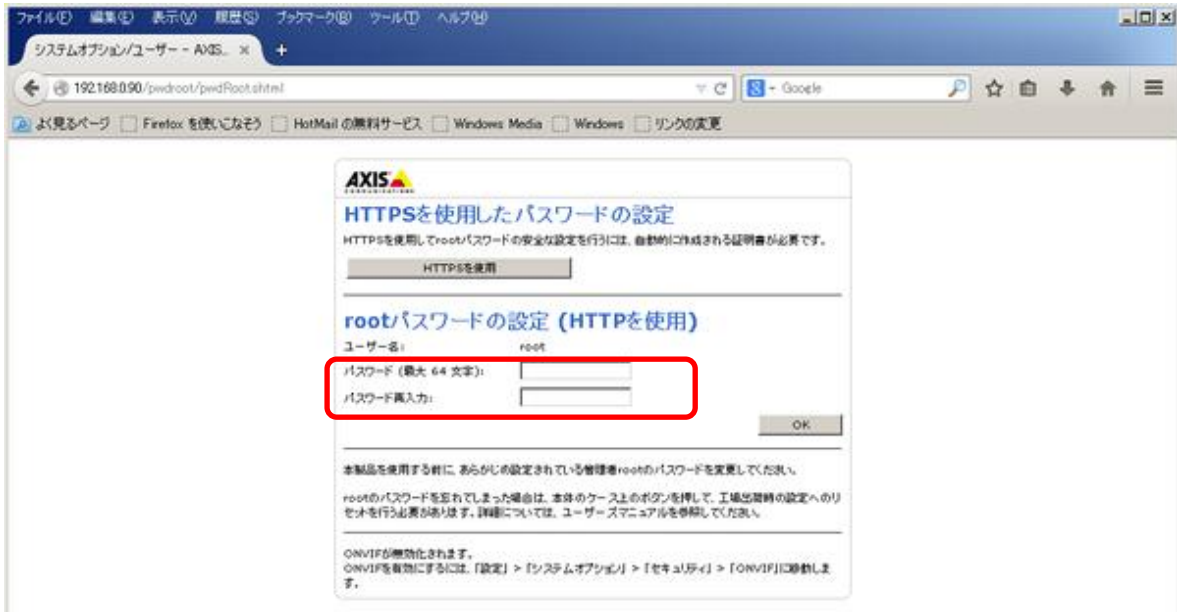 ファイル(F) 編集(E) 表示(V) 履歴(S) ブックマーク(B) ツール(T) ヘルプ(H)
システムオプション/ユーザー - AXIS... × +
192.168.0.90/pwdroot/pwdRoot.shtml
Google
よく見るページ Firefox を使いこなそう HotMail の無料サービス Windows Media Windows リンクの変更
AXIS
COMMUNICATIONS
HTTPSを使用したパスワードの設定
HTTPSを使用してrootパスワードの安全な設定を行うには、自動的に作成される証明書が必要です。
HTTPSを使用
rootパスワードの設定 (HTTPを使用)
ユーザー名: root
パスワード (最大 64 文字):
パスワード再入力:
OK
本製品を使用する前に、あらかじめ設定されている管理者rootのパスワードを変更してください。
rootのパスワードを忘れてしまった場合は、本体のケース上のボタンを押して、工場出荷時の設定へのリ
セットを行う必要があります。詳細については、ユーザーズマニュアルを参照してください。
ONVIFが無効化されます。
ONVIFを有効にするには、「設定」 > 「システムオプション」 > 「セキュリティ」 > 「ONVIF」に移動しま
す。